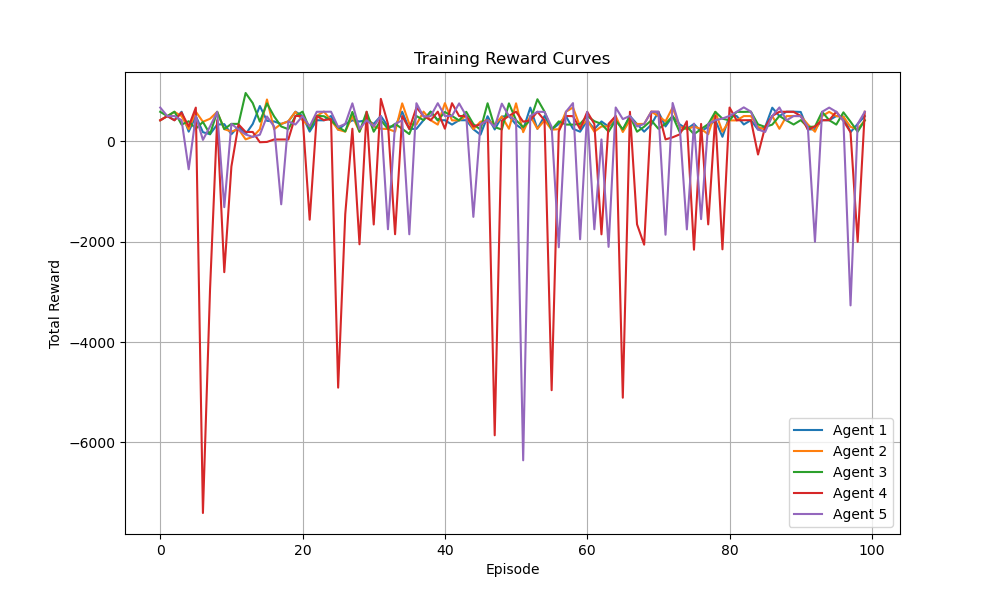 Training Reward Curves
Total Reward
0
−2000
−4000
−6000
0
20
40
60
80
100
Episode
Agent 1
Agent 2
Agent 3
Agent 4
Agent 5